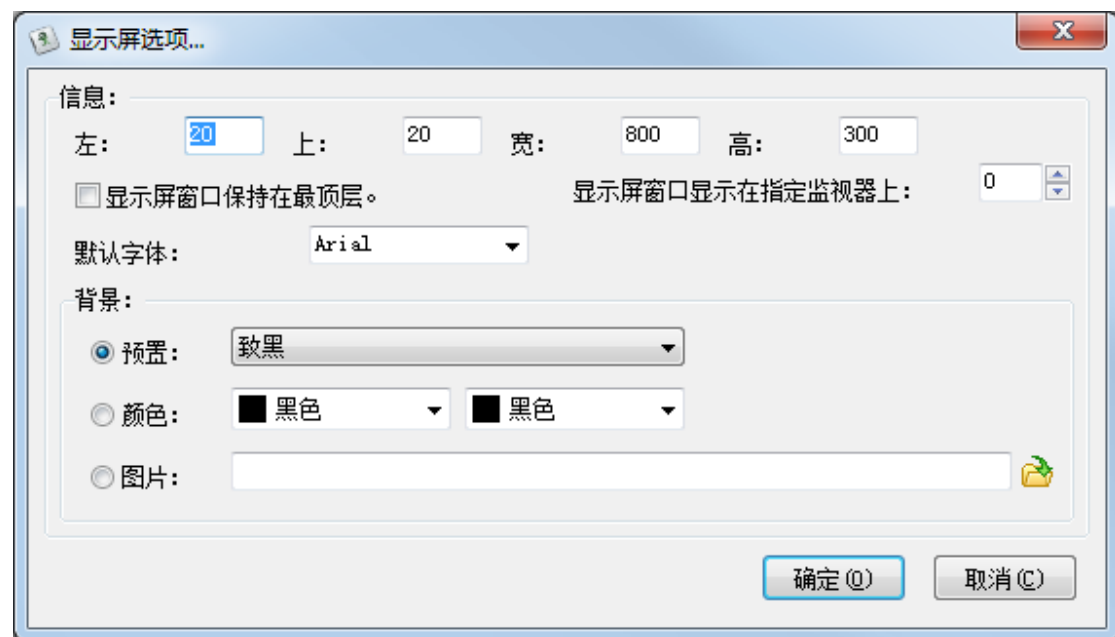 显示屏选项...
信息:
左: 20 上: 20 宽: 800 高: 300
显示屏窗口保持在最顶层。 显示屏窗口显示在指定监视器上: 0
默认字体: Arial
背景:
预置: 致黑
颜色: 黑色 黑色
图片:
确定(O) 取消(C)